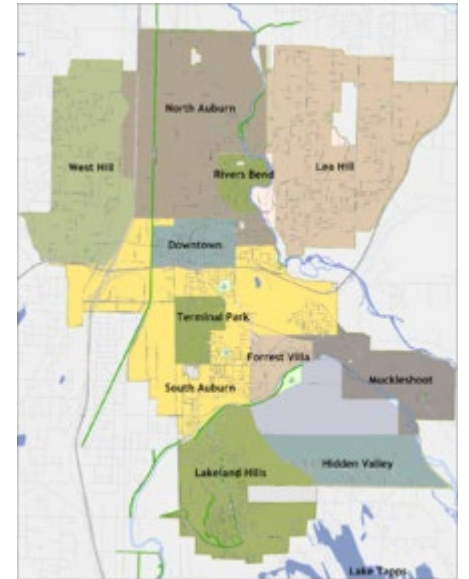 North Auburn
West Hill
Rivers Bend
Lea Hill
Downtown
Terminal Park
Forrest Villa
Muckleshoot
South Auburn
Hidden Valley
Lakeland Hills
Lake Tapps